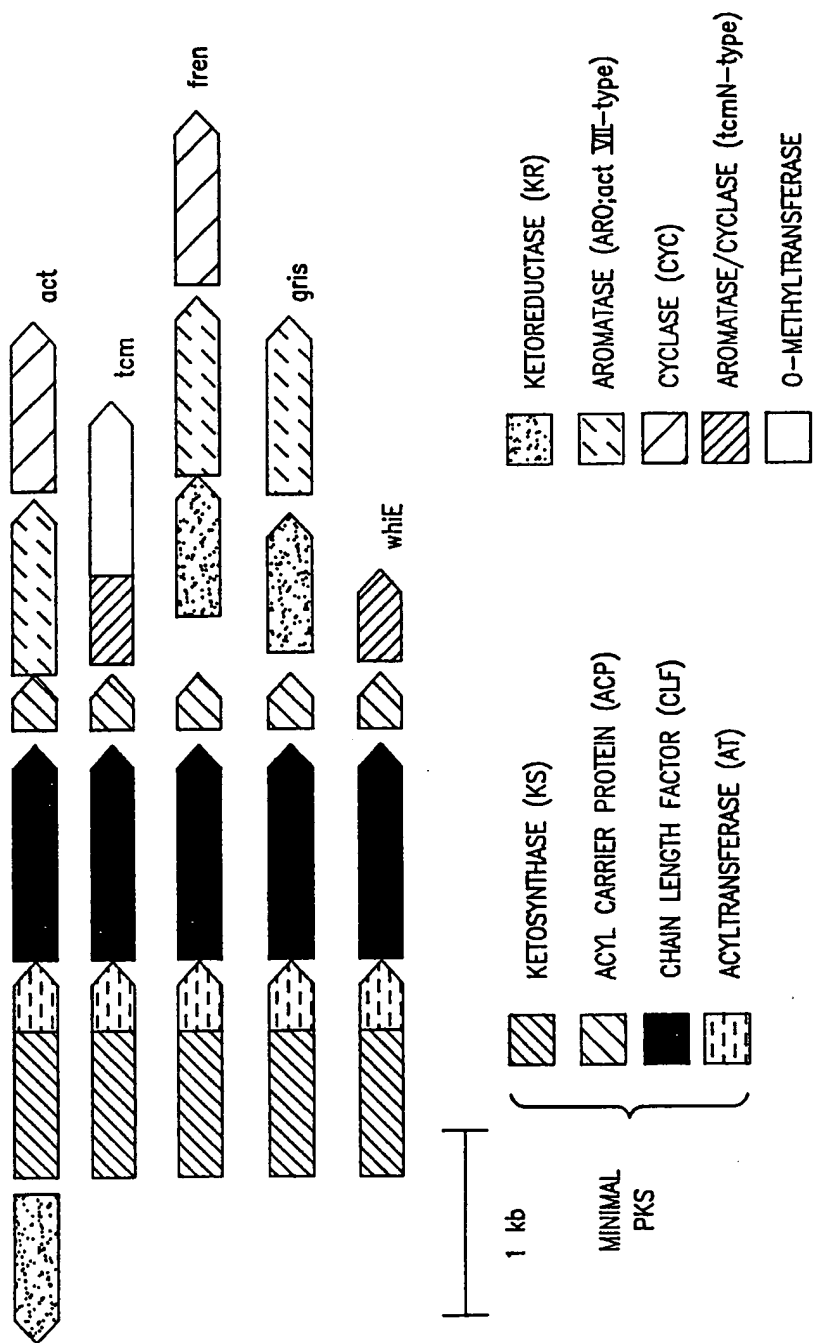 act
tcm
fren
gris
whiE
1 kb
MINIMAL
PKS
KETOSYNTHASE (KS)
ACYL CARRIER PROTEIN (ACP)
CHAIN LENGTH FACTOR (CLF)
ACYLTRANSFERASE (AT)
KETOREDUCTASE (KR)
AROMATASE (ARO;act VII-type)
CYCLASE (CYC)
AROMATASE/CYCLASE (tcmN-type)
O-METHYLTRANSFERASE